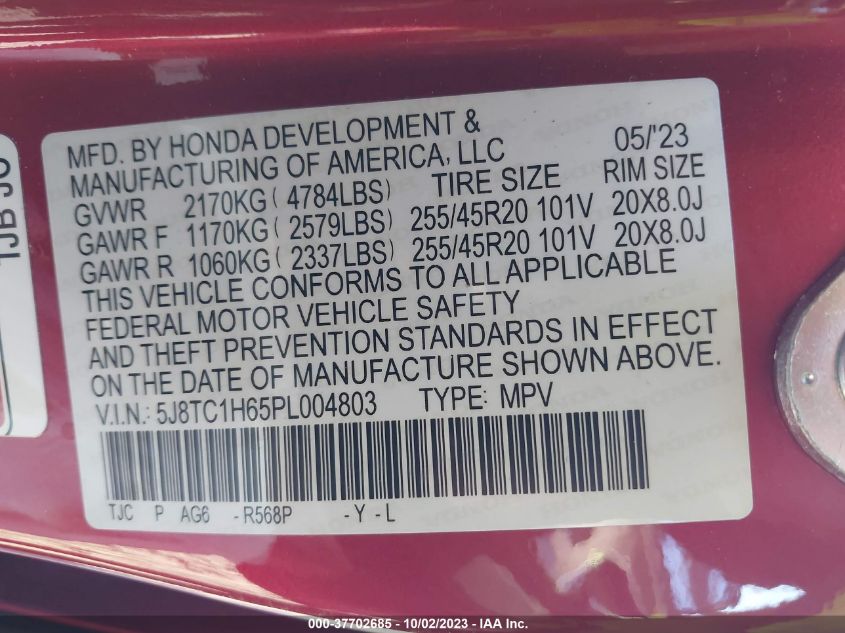 MFD. BY HONDA DEVELOPMENT & 05/'23
MANUFACTURING OF AMERICA, LLC
GVWR 2170KG ( 4784LBS) TIRE SIZE RIM SIZE
GAWR F 1170KG ( 2579LBS) 255/45R20 101V 20X8.0J
GAWR R 1060KG ( 2337LBS) 255/45R20 101V 20X8.0J
THIS VEHICLE CONFORMS TO ALL APPLICABLE
FEDERAL MOTOR VEHICLE SAFETY
AND THEFT PREVENTION STANDARDS IN EFFECT
ON THE DATE OF MANUFACTURE SHOWN ABOVE.
V.I.N.: 5J8TC1H65PL004803 TYPE: MPV
TJC P AG6 -R568P -Y-L
TJB JO
000-37702685 - 10/02/2023 - IAA Inc.